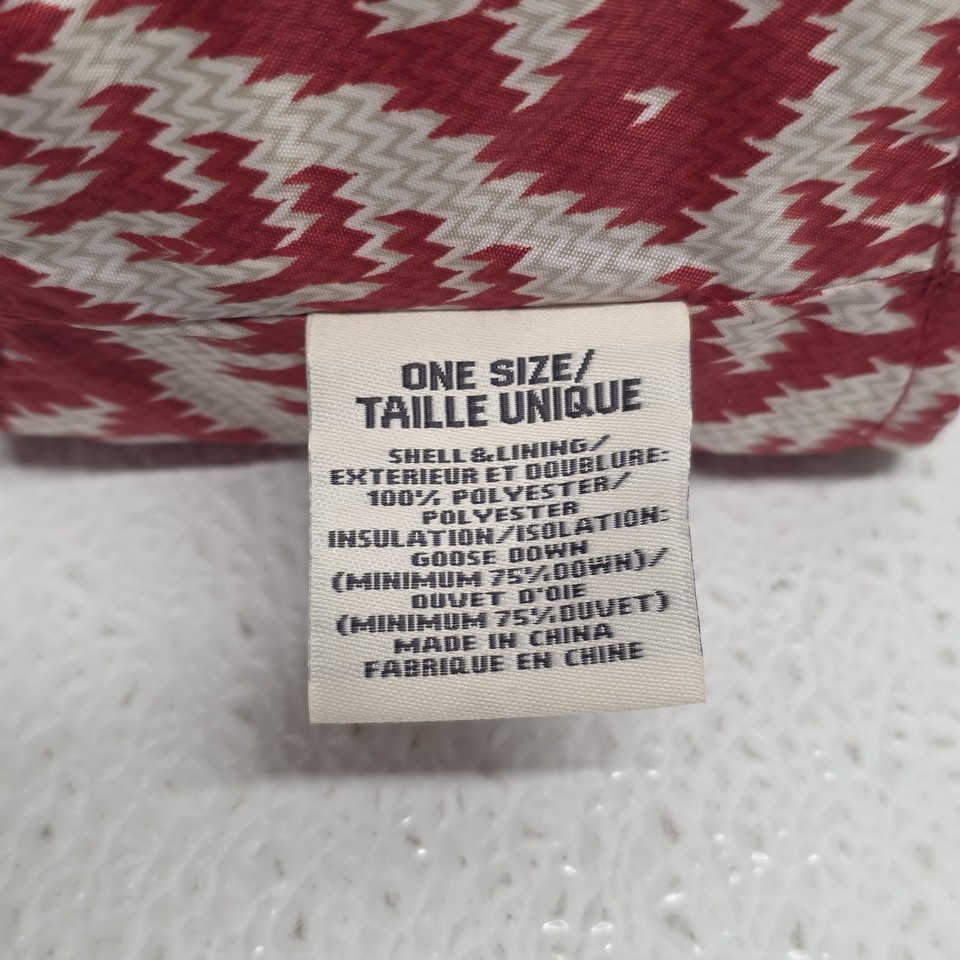 ONE SIZE/
TAILLE UNIQUE
SHELL & LINING/
EXTERIEUR ET DOUBLURE:
100% POLYESTER/
POLYESTER
INSULATION/ISOLATION:
GOOSE DOWN
(MINIMUM 75% DOWN)/
DUVET D'OIE
(MINIMUM 75% DUVET)
MADE IN CHINA
FABRIQUE EN CHINE